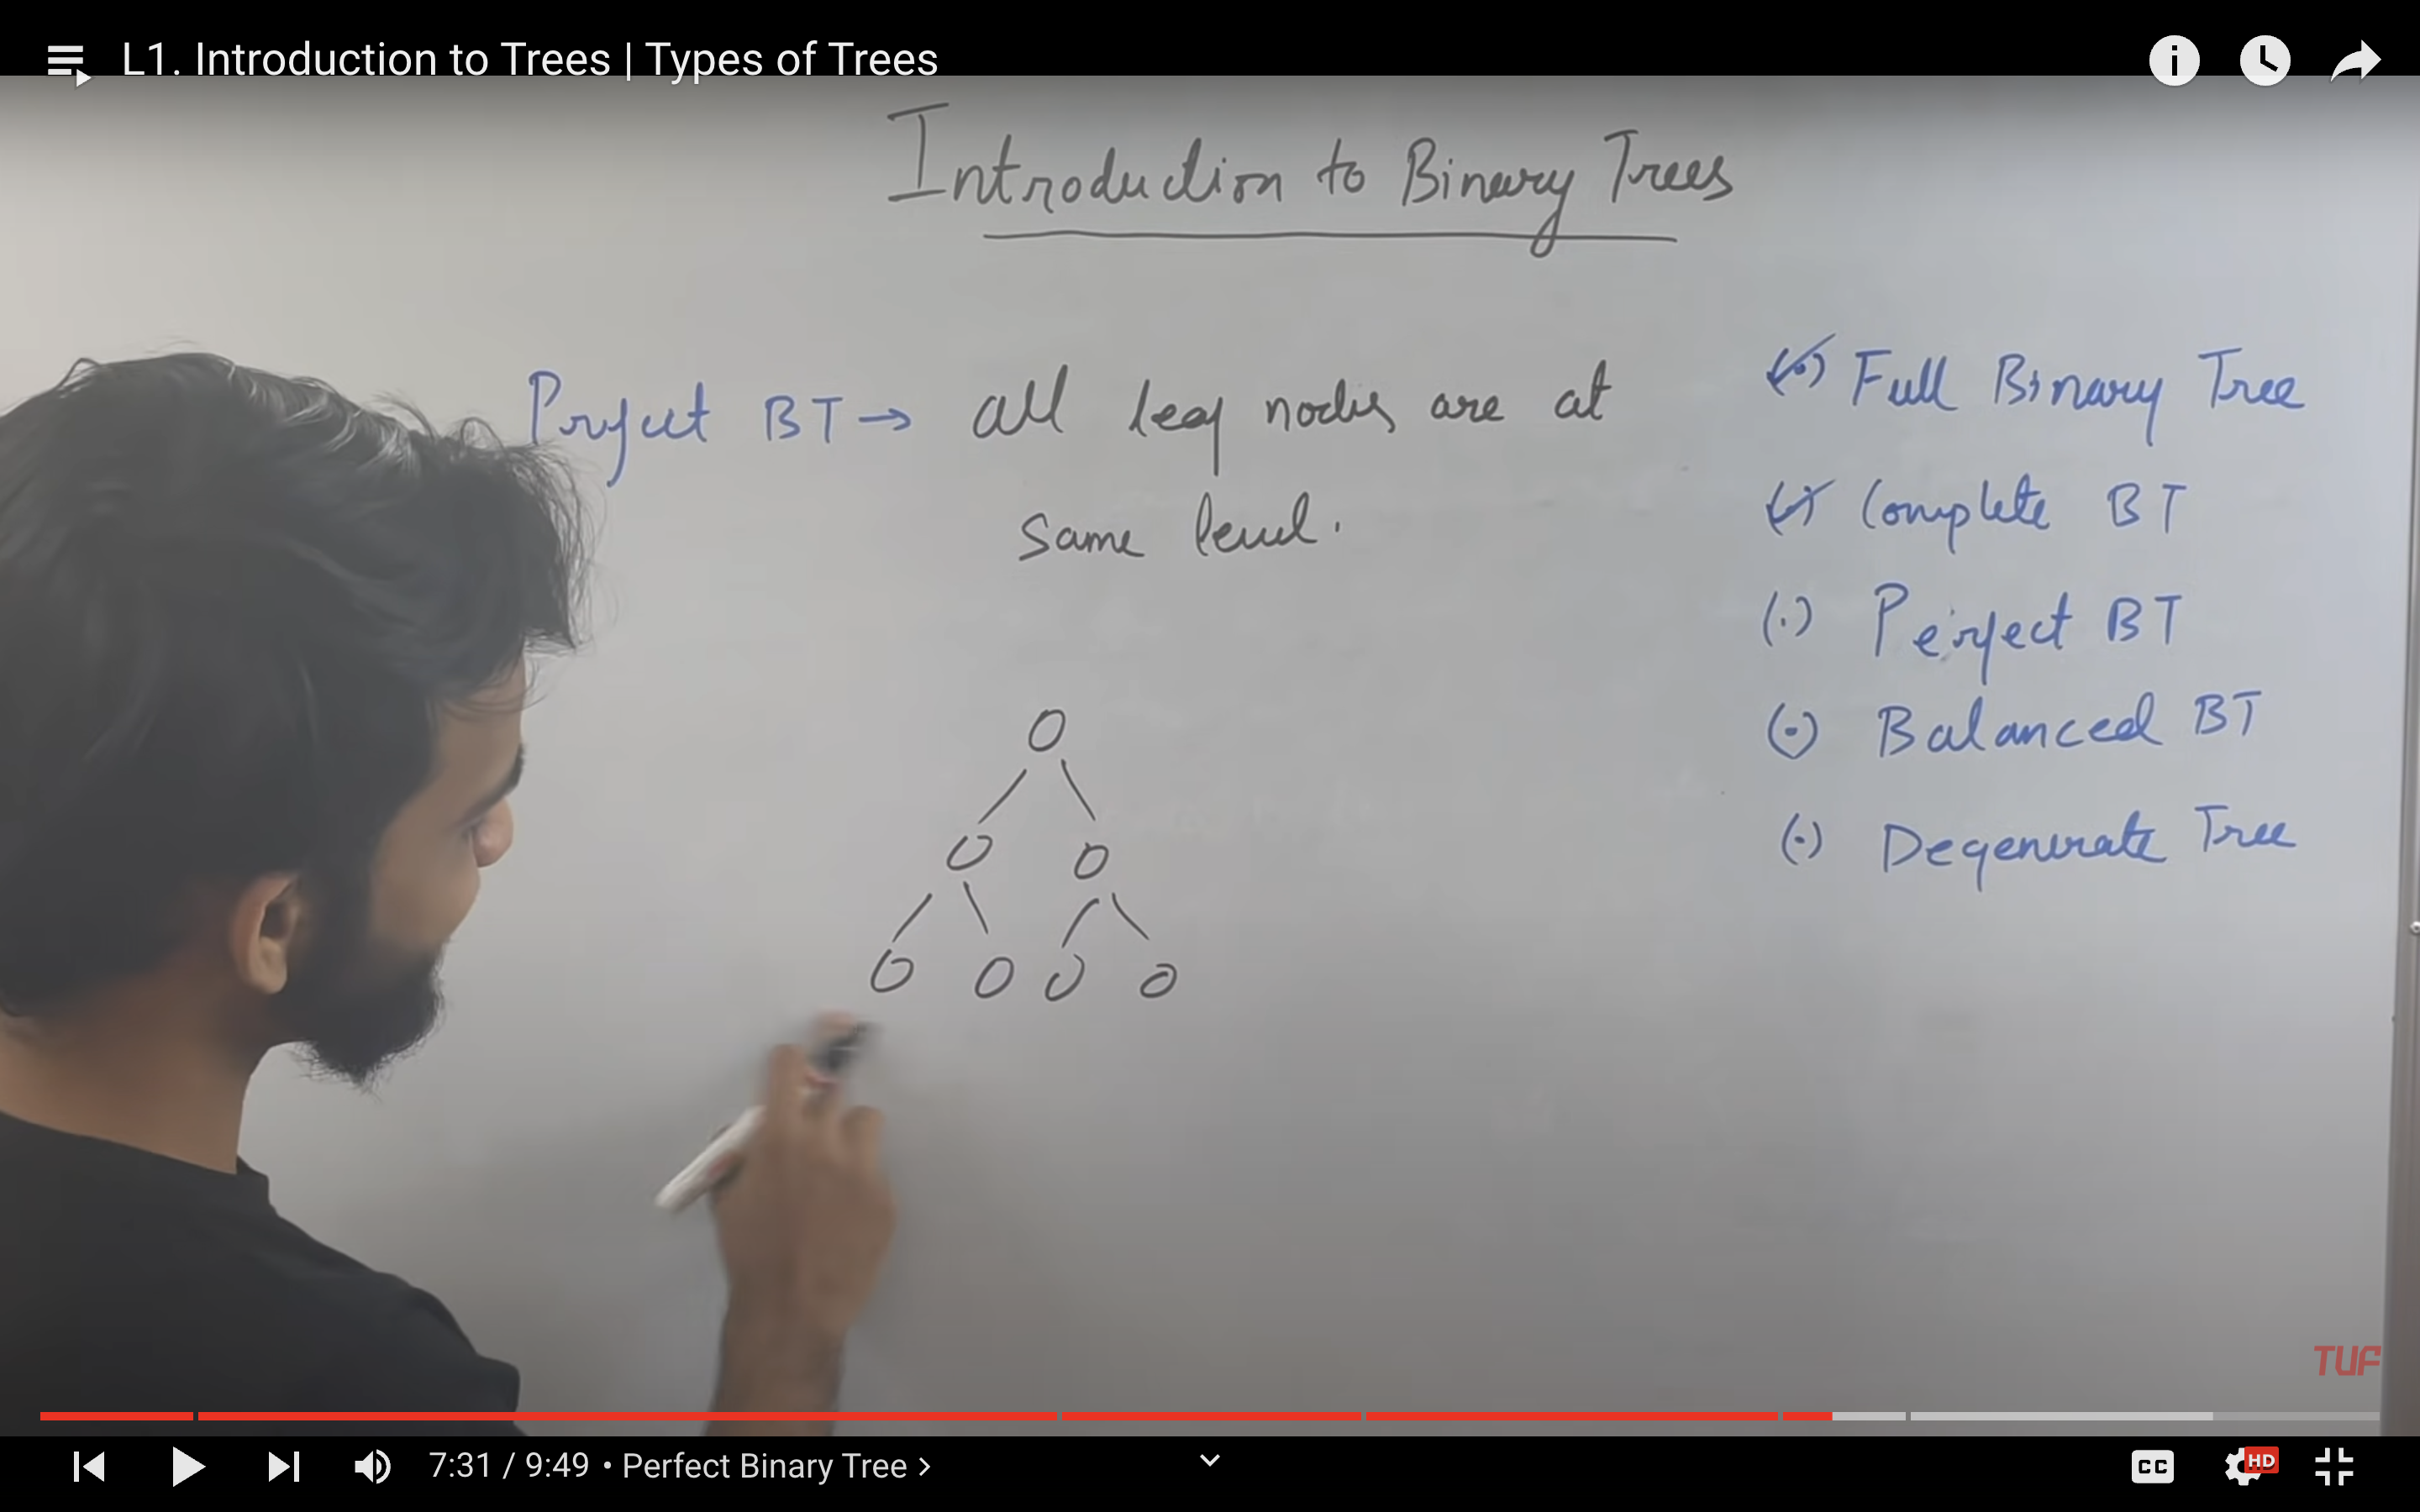 L1. Introduction to Trees | Types of Trees
Introduction to Binary Trees
Perfect BT → all leaf nodes are at
same level.
(•) Full Binary Tree
(•) Complete BT
(•) Perfect BT
(•) Balanced BT
(•) Degenerate Tree
TUF
7:31 / 9:49 • Perfect Binary Tree >
CC
HD